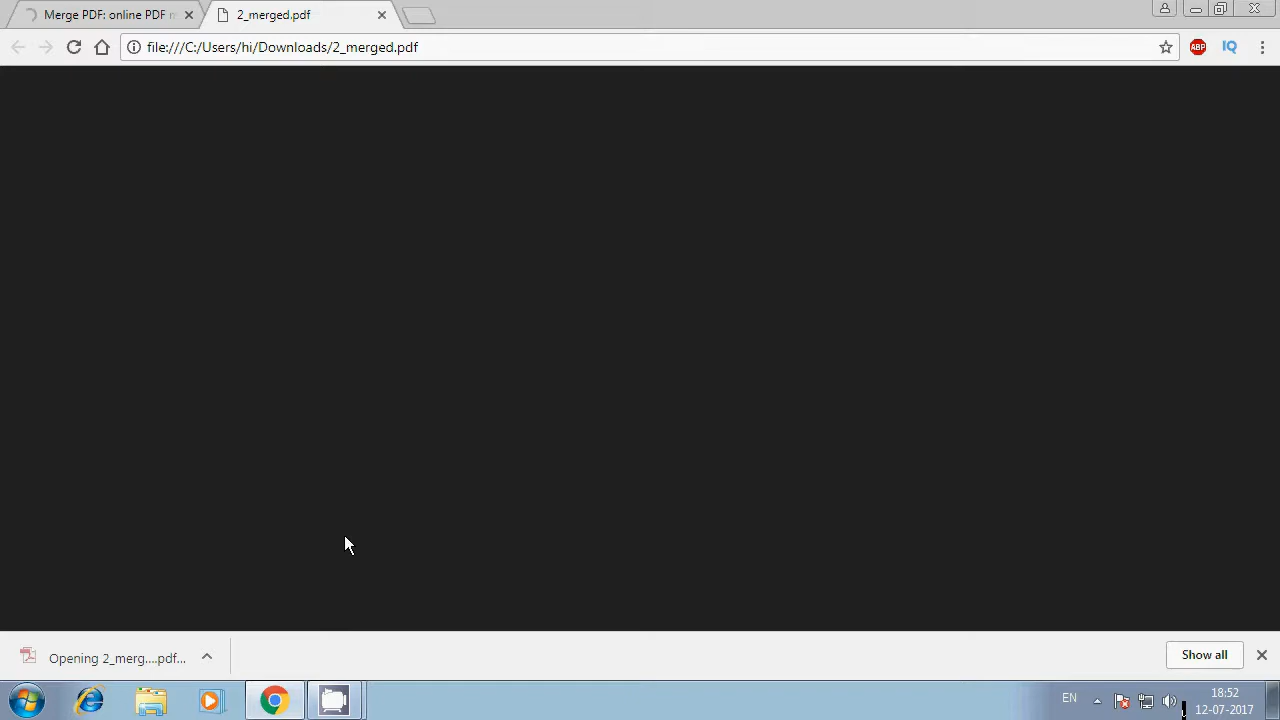 Merge PDF: online PDF m
2_merged.pdf
file:///C:/Users/hi/Downloads/2_merged.pdf
ABP
IQ
Opening 2_merg....pdf...
Show all
EN
18:52
12-07-2017